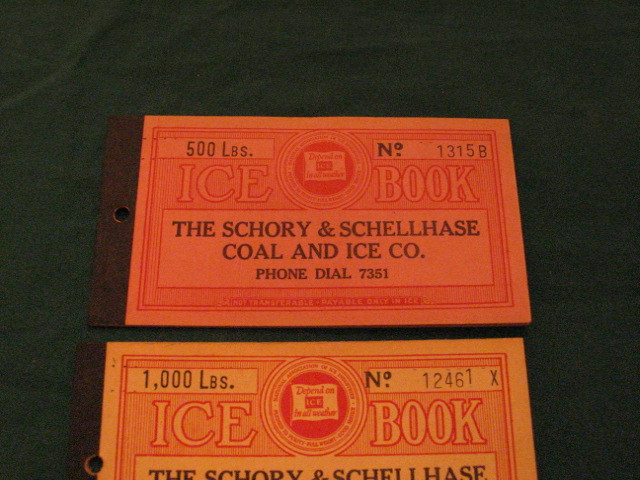 500 LBS. Nº 1315 B
Depend on
ICE
in all weather
ICE BOOK
THE SCHORY & SCHELLHASE
COAL AND ICE CO.
PHONE DIAL 7351
NOT TRANSFERABLE - PAYABLE ONLY IN ICE
1,000 LBS. Nº 12461 X
Depend on
ICE
in all weather
ICE BOOK
THE SCHORY & SCHELLHASE